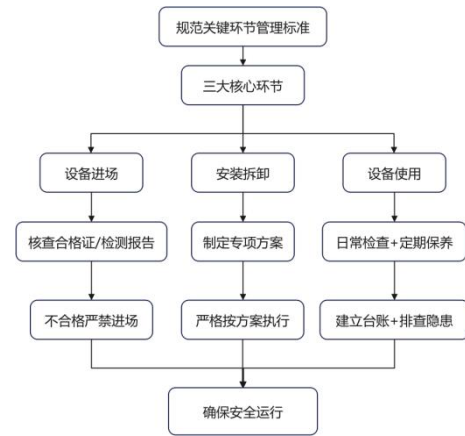 规范关键环节管理标准
三大核心环节
设备进场
安装拆卸
设备使用
核查合格证/检测报告
制定专项方案
日常检查+定期保养
不合格严禁进场
严格按方案执行
建立台账+排查隐患
确保安全运行